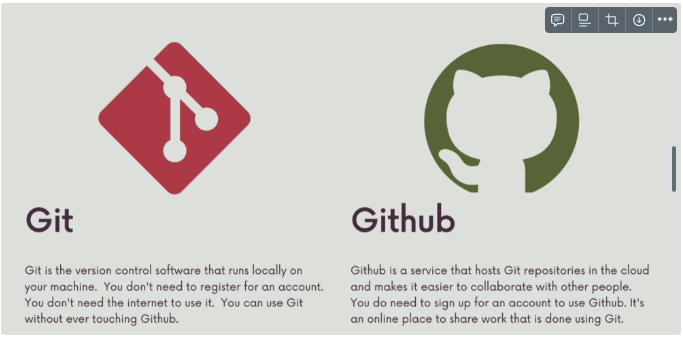 Git
Git is the version control software that runs locally on
your machine.  You don't need to register for an account.
You don't need the internet to use it.  You can use Git
without ever touching Github.
Github
Github is a service that hosts Git repositories in the cloud
and makes it easier to collaborate with other people.
You do need to sign up for an account to use Github. It's
an online place to share work that is done using Git.